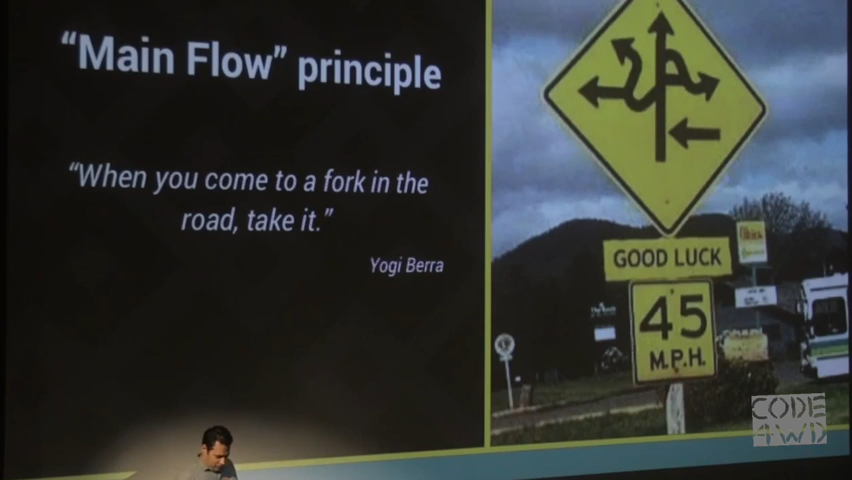 “Main Flow” principle
“When you come to a fork in the
road, take it.”
Yogi Berra
GOOD LUCK
45
M.P.H.
CODE
4WD